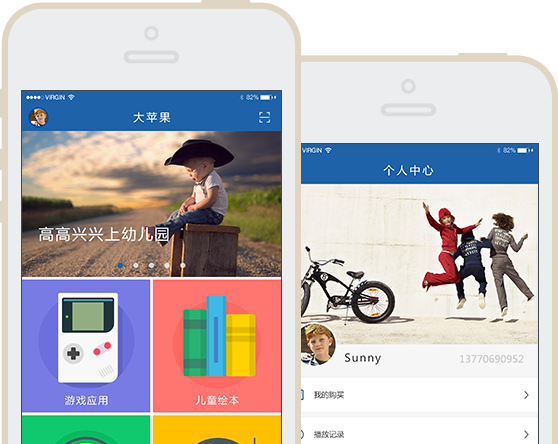 VIRGIN
82%
大苹果
高高兴兴上幼儿园
游戏应用
儿童绘本
VIRGIN
82%
个人中心
Sunny
13770690952
我的购买
播放记录